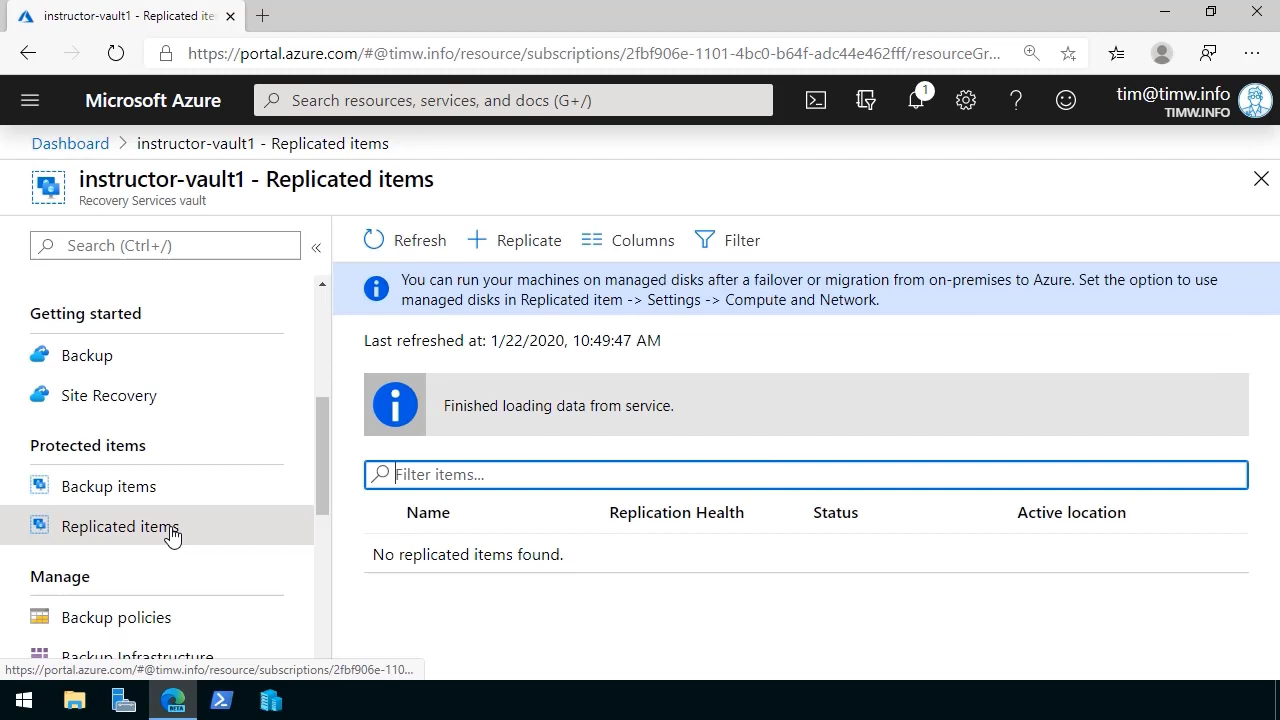 instructor-vault1 - Replicated ite
https://portal.azure.com/#@timw.info/resource/subscriptions/2fbf906e-1101-4bc0-b64f-adc44e462fff/resourceGr...
Microsoft Azure
Search resources, services, and docs (G+/)
1
tim@timw.info
TIMW.INFO
Dashboard > instructor-vault1 - Replicated items
instructor-vault1 - Replicated items
Recovery Services vault
Search (Ctrl+/)
«
Getting started
Backup
Site Recovery
Protected items
Backup items
Replicated items
Manage
Backup policies
Backup Infrastructure
Refresh
Replicate
Columns
Filter
You can run your machines on managed disks after a failover or migration from on-premises to Azure. Set the option to use
managed disks in Replicated item -> Settings -> Compute and Network.
Last refreshed at: 1/22/2020, 10:49:47 AM
Finished loading data from service.
Filter items...
Name Replication Health Status Active location
No replicated items found.
https://portal.azure.com/#@timw.info/resource/subscriptions/2fbf906e-110...
BETA